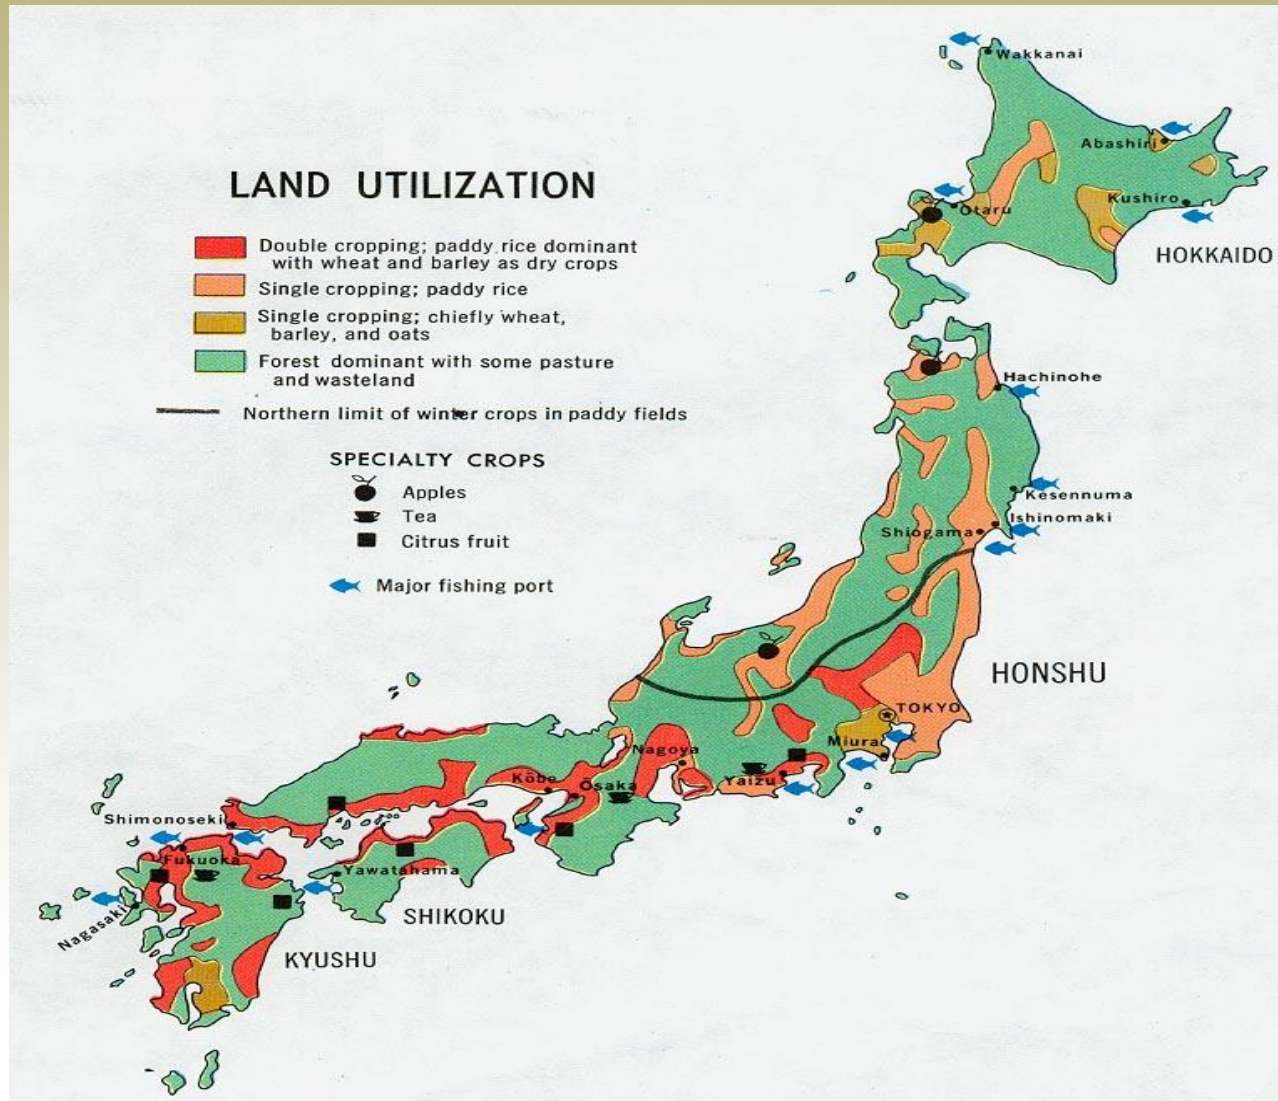 LAND UTILIZATION
Double cropping; paddy rice dominant
with wheat and barley as dry crops
Single cropping; paddy rice
Single cropping; chiefly wheat,
barley, and oats
Forest dominant with some pasture
and wasteland
Northern limit of winter crops in paddy fields
SPECIALTY CROPS
Apples
Tea
Citrus fruit
Major fishing port
Wakkanai
Abashiri
Otaru
Kushiro
HOKKAIDO
Hachinohe
Kesennuma
Ishinomaki
Shiogama
HONSHU
TOKYO
Miura
Nagoya
Yaizu
Kōbe
Ōsaka
Shimonoseki
Fukuoka
Yawatahama
Nagasaki
SHIKOKU
KYUSHU